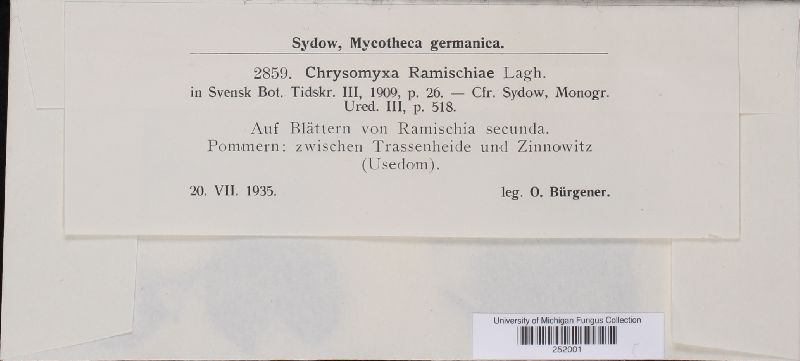 Sydow, Mycotheca germanica.
2859. Chrysomyxa Ramischiae Lagh.
in Svensk Bot. Tidskr. III, 1909, p. 26. — Cfr. Sydow, Monogr.
Ured. III, p. 518.
Auf Blättern von Ramischia secunda.
Pommern: zwischen Trassenheide und Zinnowitz
(Usedom).
20. VII. 1935. leg. O. Bürgener.
University of Michigan Fungus Collection
252001